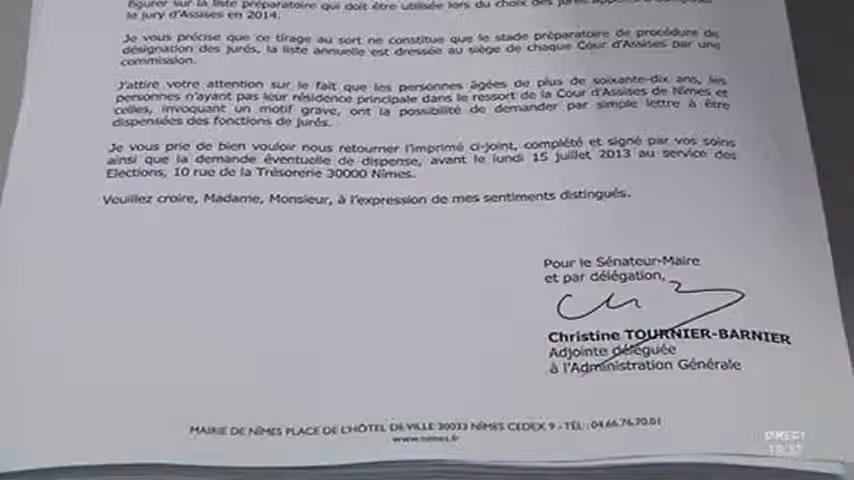 figurer sur la liste préparatoire qui doit être utilisée lors du choix des jurés
le jury d'Assises en 2014.
Je vous précise que ce tirage au sort ne constitue que le stade préparatoire de procédure de
désignation des jurés, la liste annuelle est dressée au siège de chaque Cour d'Assises par une
commission.
J'attire votre attention sur le fait que les personnes âgées de plus de soixante-dix ans, les
personnes n'ayant pas leur résidence principale dans le ressort de la Cour d'Assises de Nîmes et
celles, invoquant un motif grave, ont la possibilité de demander par simple lettre à être
dispensées des fonctions de jurés.
Je vous prie de bien vouloir nous retourner l'imprimé ci-joint, complété et signé par vos soins
ainsi que la demande éventuelle de dispense, avant le lundi 15 juillet 2013 au service des
Elections, 10 rue de la Trésorerie 30000 Nîmes.
Veuillez croire, Madame, Monsieur, à l'expression de mes sentiments distingués.
Pour le Sénateur-Maire
et par délégation,
Christine TOURNIER-BARNIER
Adjointe déléguée
à l'Administration Générale
MAIRIE DE NÎMES PLACE DE L'HÔTEL DE VILLE 30033 NÎMES CEDEX 9 - TÉL : 04.66.76.70.01
www.nimes.fr
DIRECT